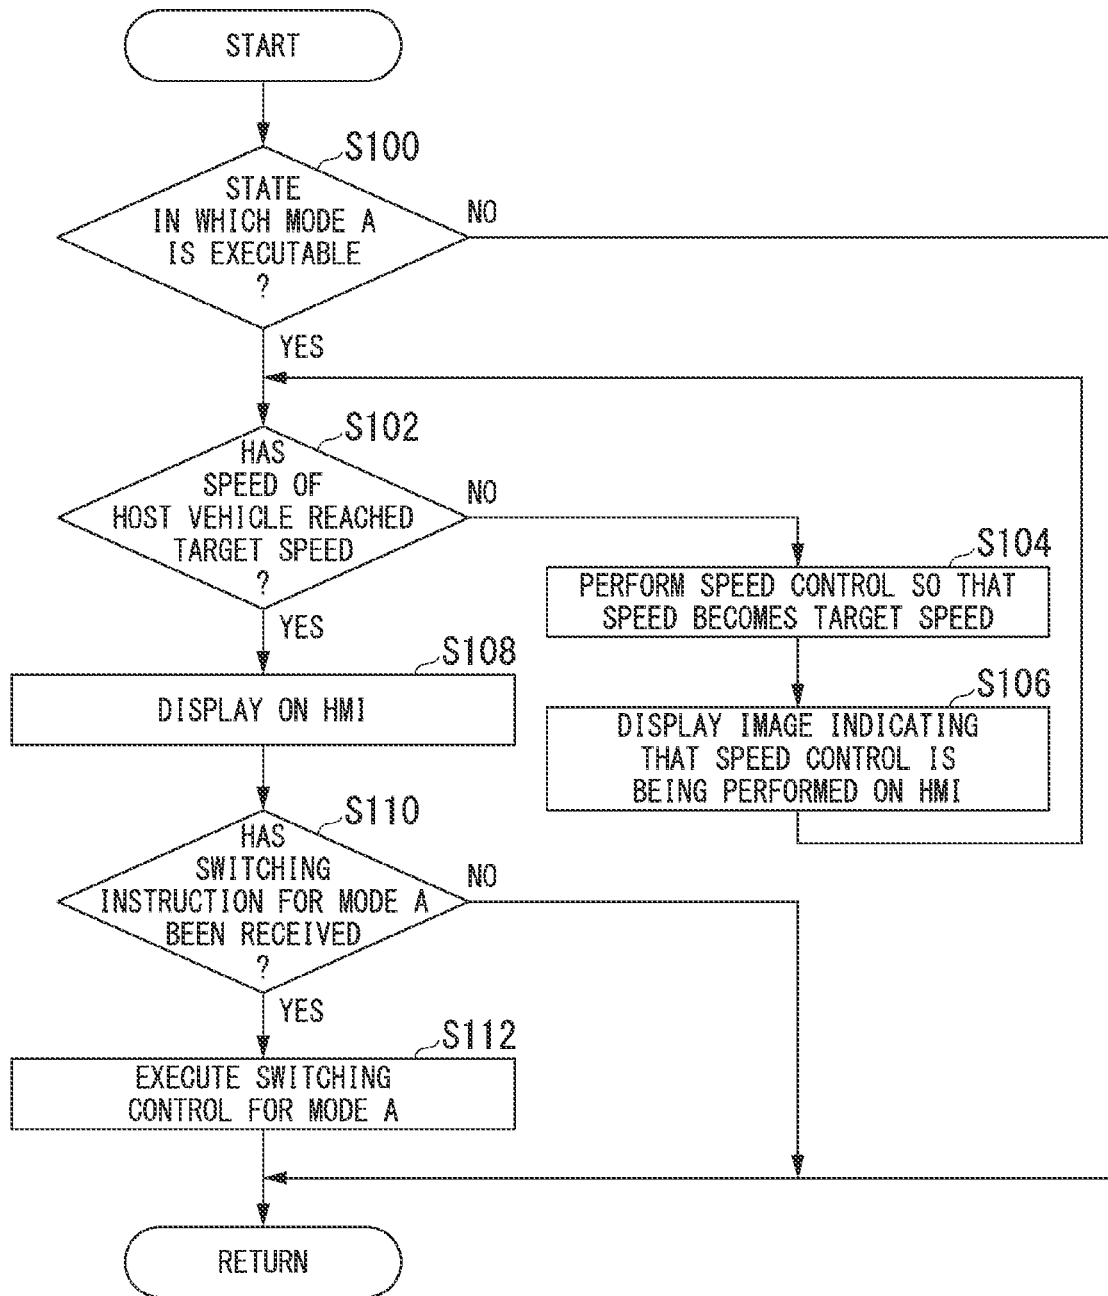 START
S100
STATE
IN WHICH MODE A
IS EXECUTABLE
?
NO
YES
S102
HAS
SPEED OF
HOST VEHICLE REACHED
TARGET SPEED
?
NO
YES
S104
PERFORM SPEED CONTROL SO THAT
SPEED BECOMES TARGET SPEED
S106
DISPLAY IMAGE INDICATING
THAT SPEED CONTROL IS
BEING PERFORMED ON HMI
S108
DISPLAY ON HMI
S110
HAS
SWITCHING
INSTRUCTION FOR MODE A
BEEN RECEIVED
?
NO
YES
S112
EXECUTE SWITCHING
CONTROL FOR MODE A
RETURN